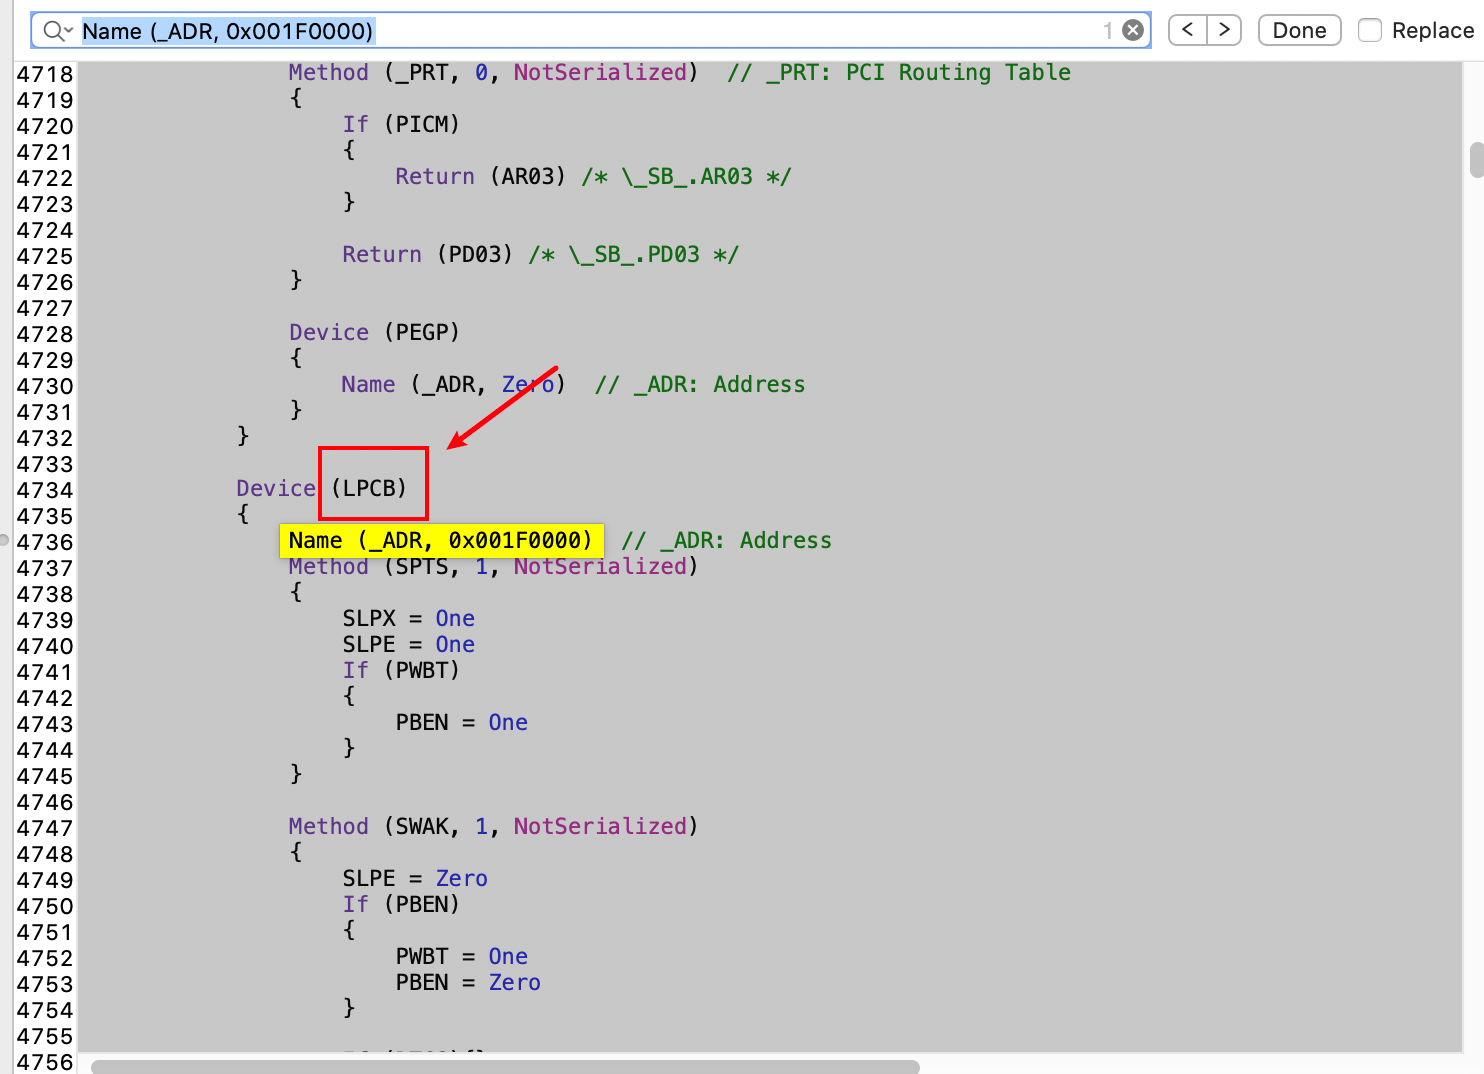 Name (_ADR, 0x001F0000) 1 < > Done Replace
4718 Method (_PRT, 0, NotSerialized) // _PRT: PCI Routing Table
4719 {
4720 If (PICM)
4721 {
4722 Return (AR03) /* \_SB_.AR03 */
4723 }
4724
4725 Return (PD03) /* \_SB_.PD03 */
4726 }
4727
4728 Device (PEGP)
4729 {
4730 Name (_ADR, Zero) // _ADR: Address
4731 }
4732 }
4733
4734 Device (LPCB)
4735 {
4736 Name (_ADR, 0x001F0000) // _ADR: Address
4737 Method (SPTS, 1, NotSerialized)
4738 {
4739 SLPX = One
4740 SLPE = One
4741 If (PWBT)
4742 {
4743 PBEN = One
4744 }
4745 }
4746
4747 Method (SWAK, 1, NotSerialized)
4748 {
4749 SLPE = Zero
4750 If (PBEN)
4751 {
4752 PWBT = One
4753 PBEN = Zero
4754 }
4755
4756